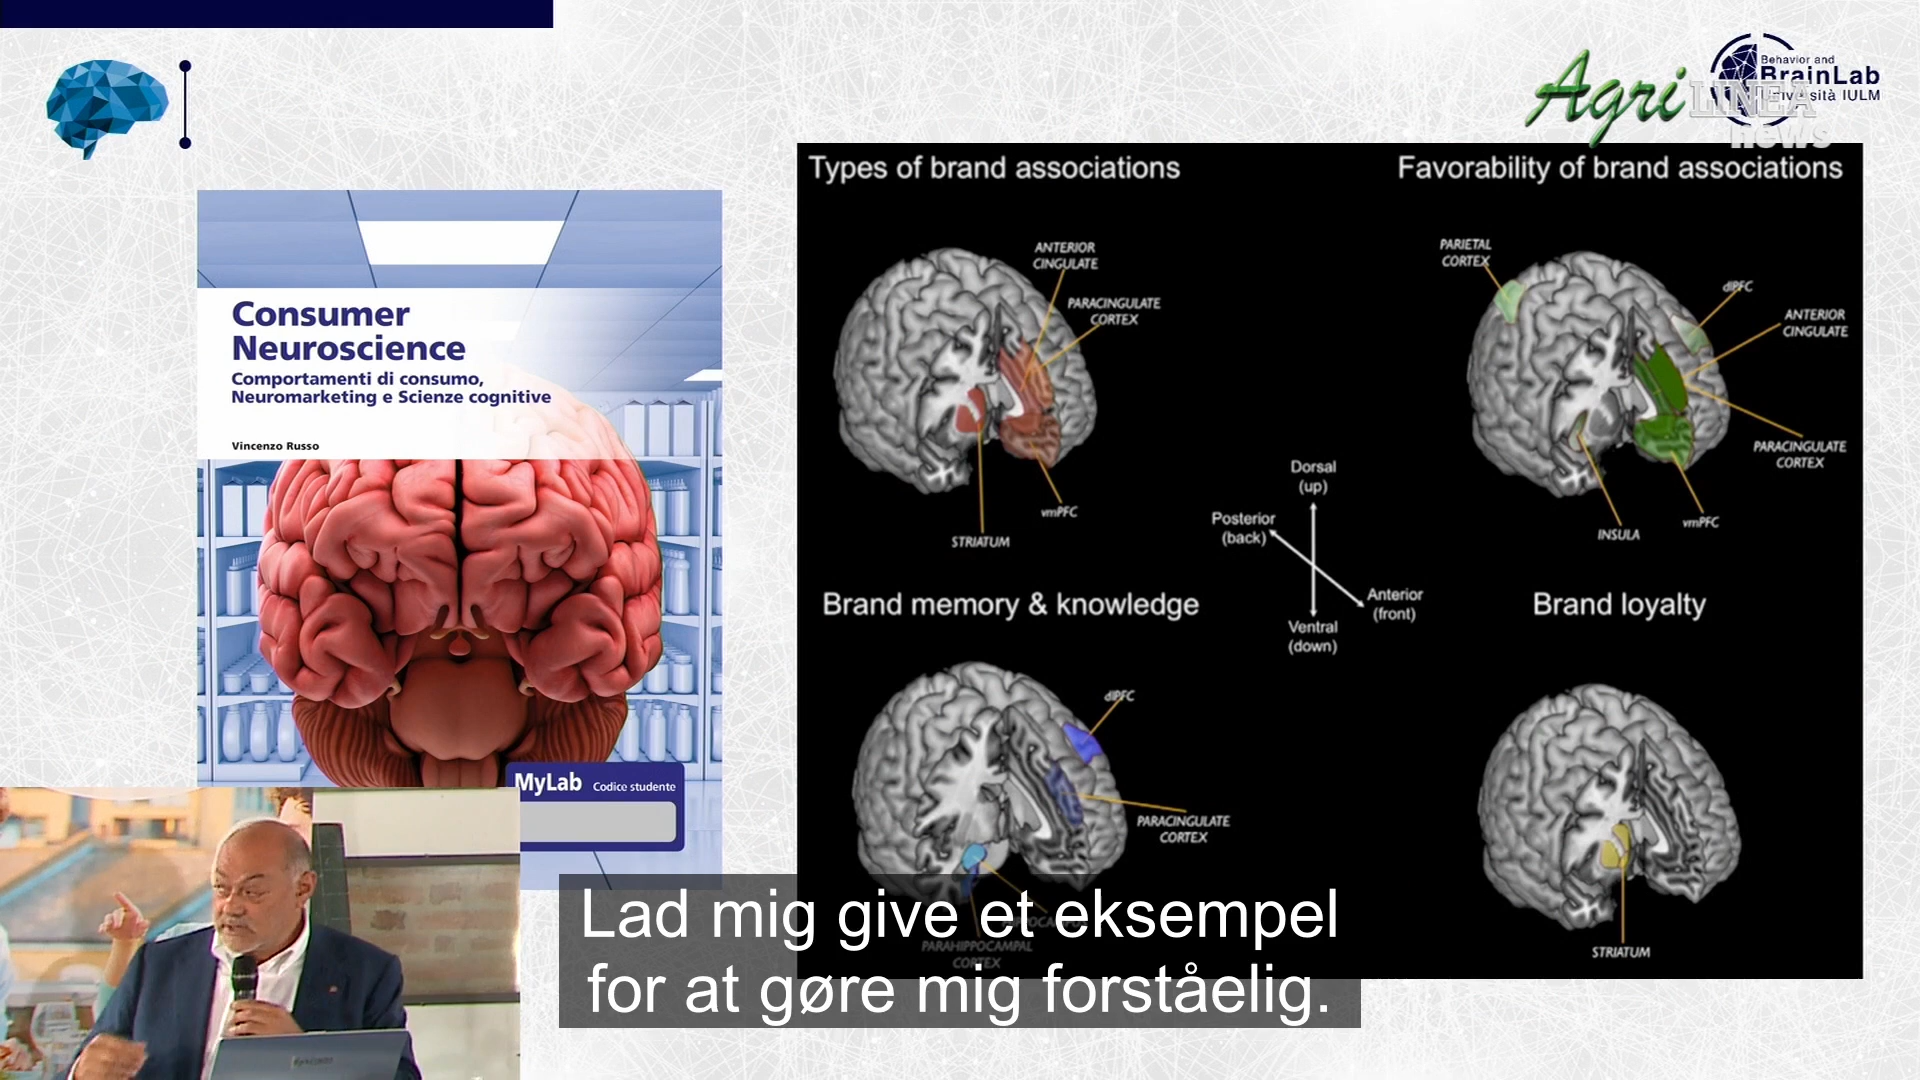 Behavior and
BrainLab
Università IULM
Agri LINEA
news
Consumer
Neuroscience
Comportamenti di consumo,
Neuromarketing e Scienze cognitive
Vincenzo Russo
MyLab Codice studente
Types of brand associations
ANTERIOR
CINGULATE
PARACINGULATE
CORTEX
vmPFC
STRIATUM
Favorability of brand associations
PARIETAL
CORTEX
dlPFC
ANTERIOR
CINGULATE
PARACINGULATE
CORTEX
vmPFC
INSULA
Dorsal
(up)
Posterior
(back)
Anterior
(front)
Ventral
(down)
Brand memory & knowledge
dlPFC
PARACINGULATE
CORTEX
PARAHIPPOCAMPAL
CORTEX
Brand loyalty
STRIATUM
Lad mig give et eksempel
for at gøre mig forståelig.